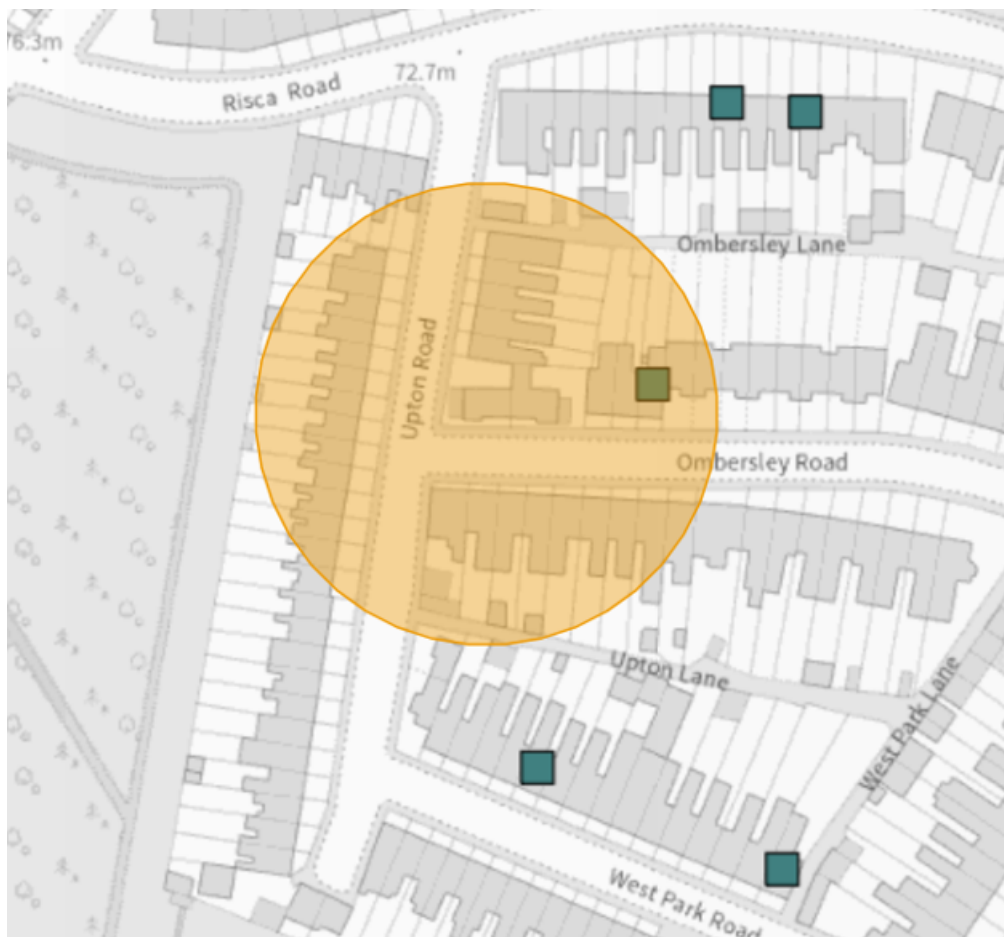 76.3m
72.7m
Risca Road
Ombersley Lane
Upton Road
Ombersley Road
Upton Lane
West Park Lane
West Park Road